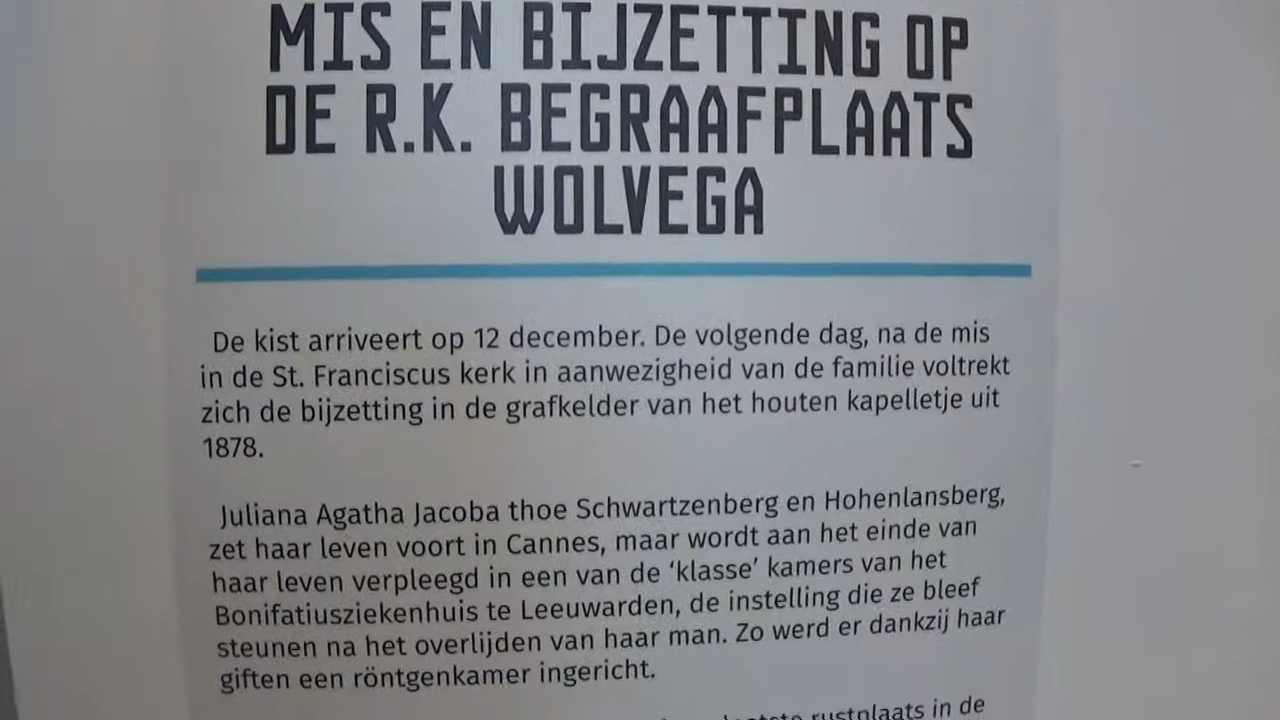 MIS EN BIJZETTING OP
DE R.K. BEGRAAFPLAATS
WOLVEGA
De kist arriveert op 12 december. De volgende dag, na de mis
in de St. Franciscus kerk in aanwezigheid van de familie voltrekt
zich de bijzetting in de grafkelder van het houten kapelletje uit
1878.
Juliana Agatha Jacoba thoe Schwartzenberg en Hohenlansberg,
zet haar leven voort in Cannes, maar wordt aan het einde van
haar leven verpleegd in een van de ‘klasse’ kamers van het
Bonifatiusziekenhuis te Leeuwarden, de instelling die ze bleef
steunen na het overlijden van haar man. Zo werd er dankzij haar
giften een röntgenkamer ingericht.
rustplaats in de